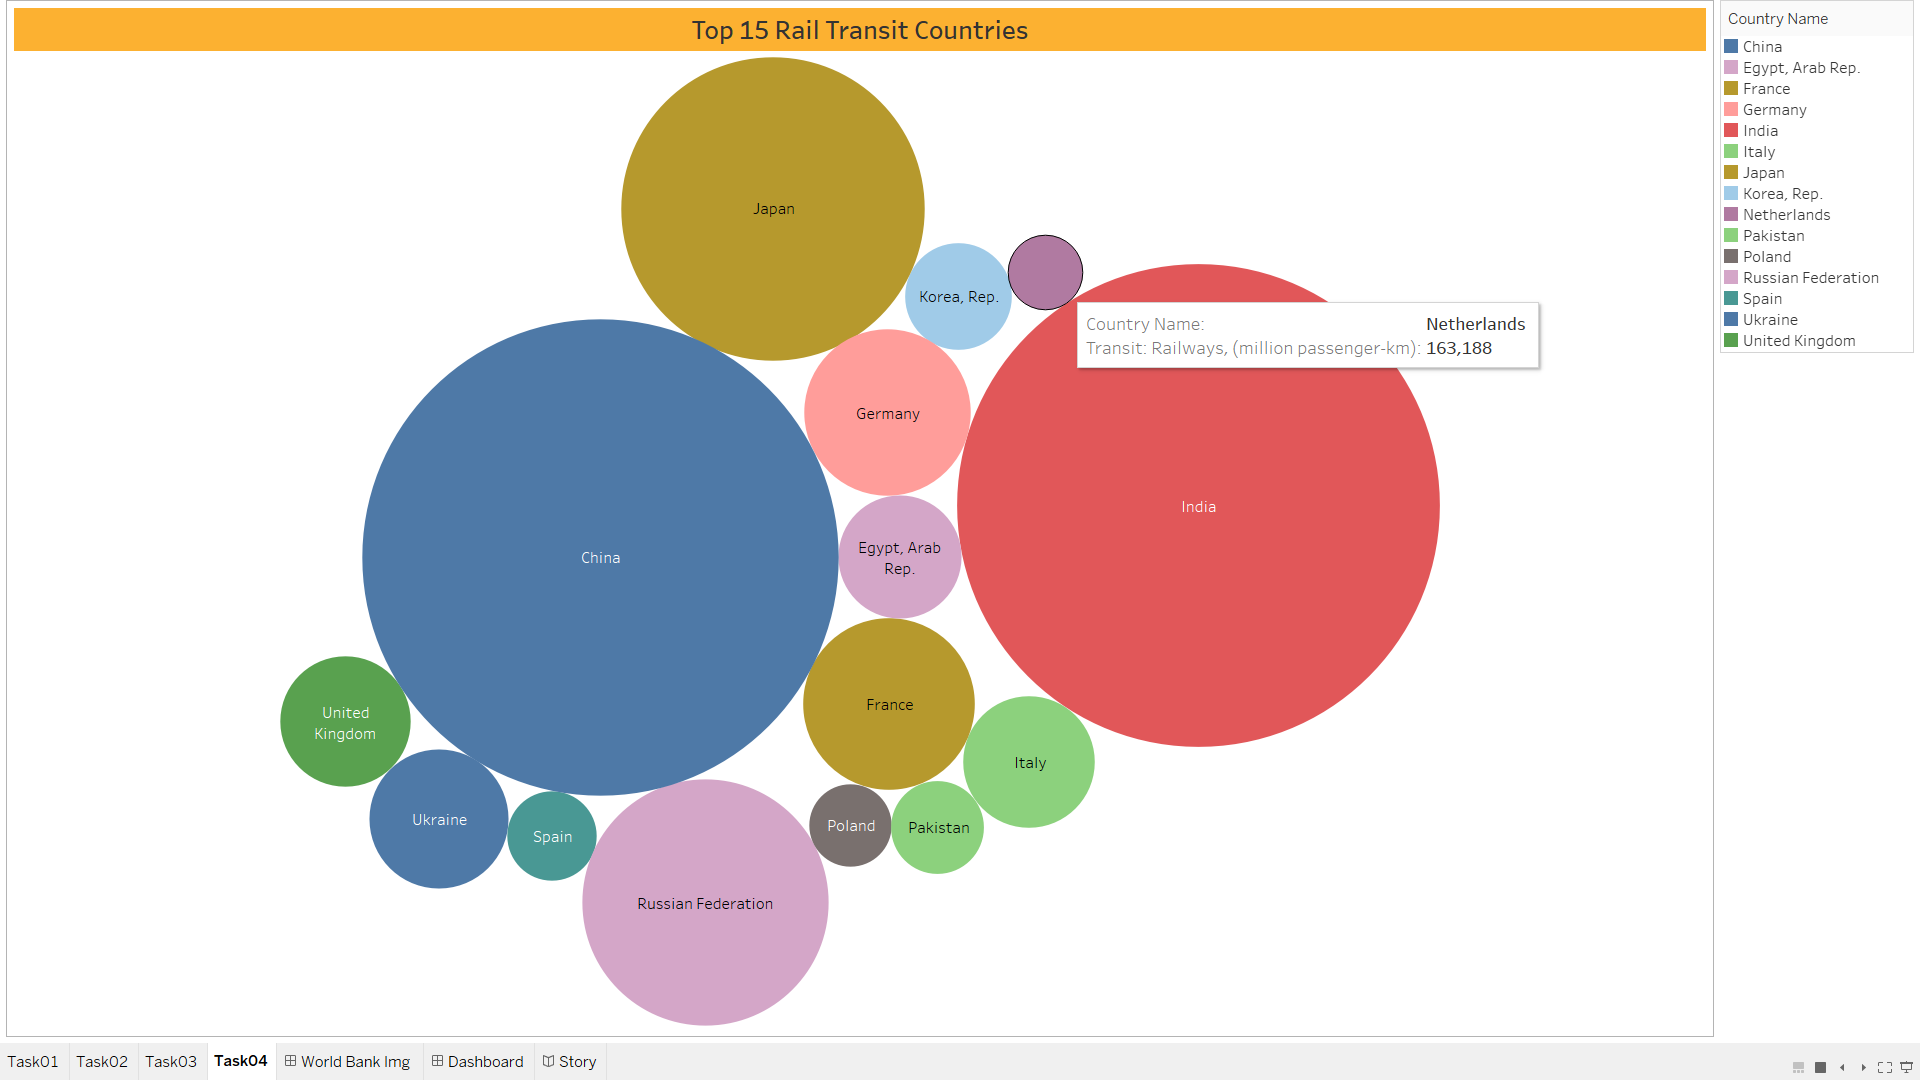 Top 15 Rail Transit Countries
Japan
Korea, Rep.
Country Name: Netherlands
Transit: Railways, (million passenger-km): 163,188
Germany
India
Egypt, Arab
Rep.
China
France
United
Kingdom
Italy
Ukraine
Spain
Poland
Pakistan
Russian Federation
Country Name
China
Egypt, Arab Rep.
France
Germany
India
Italy
Japan
Korea, Rep.
Netherlands
Pakistan
Poland
Russian Federation
Spain
Ukraine
United Kingdom
Task01 Task02 Task03 Task04 World Bank Img Dashboard Story